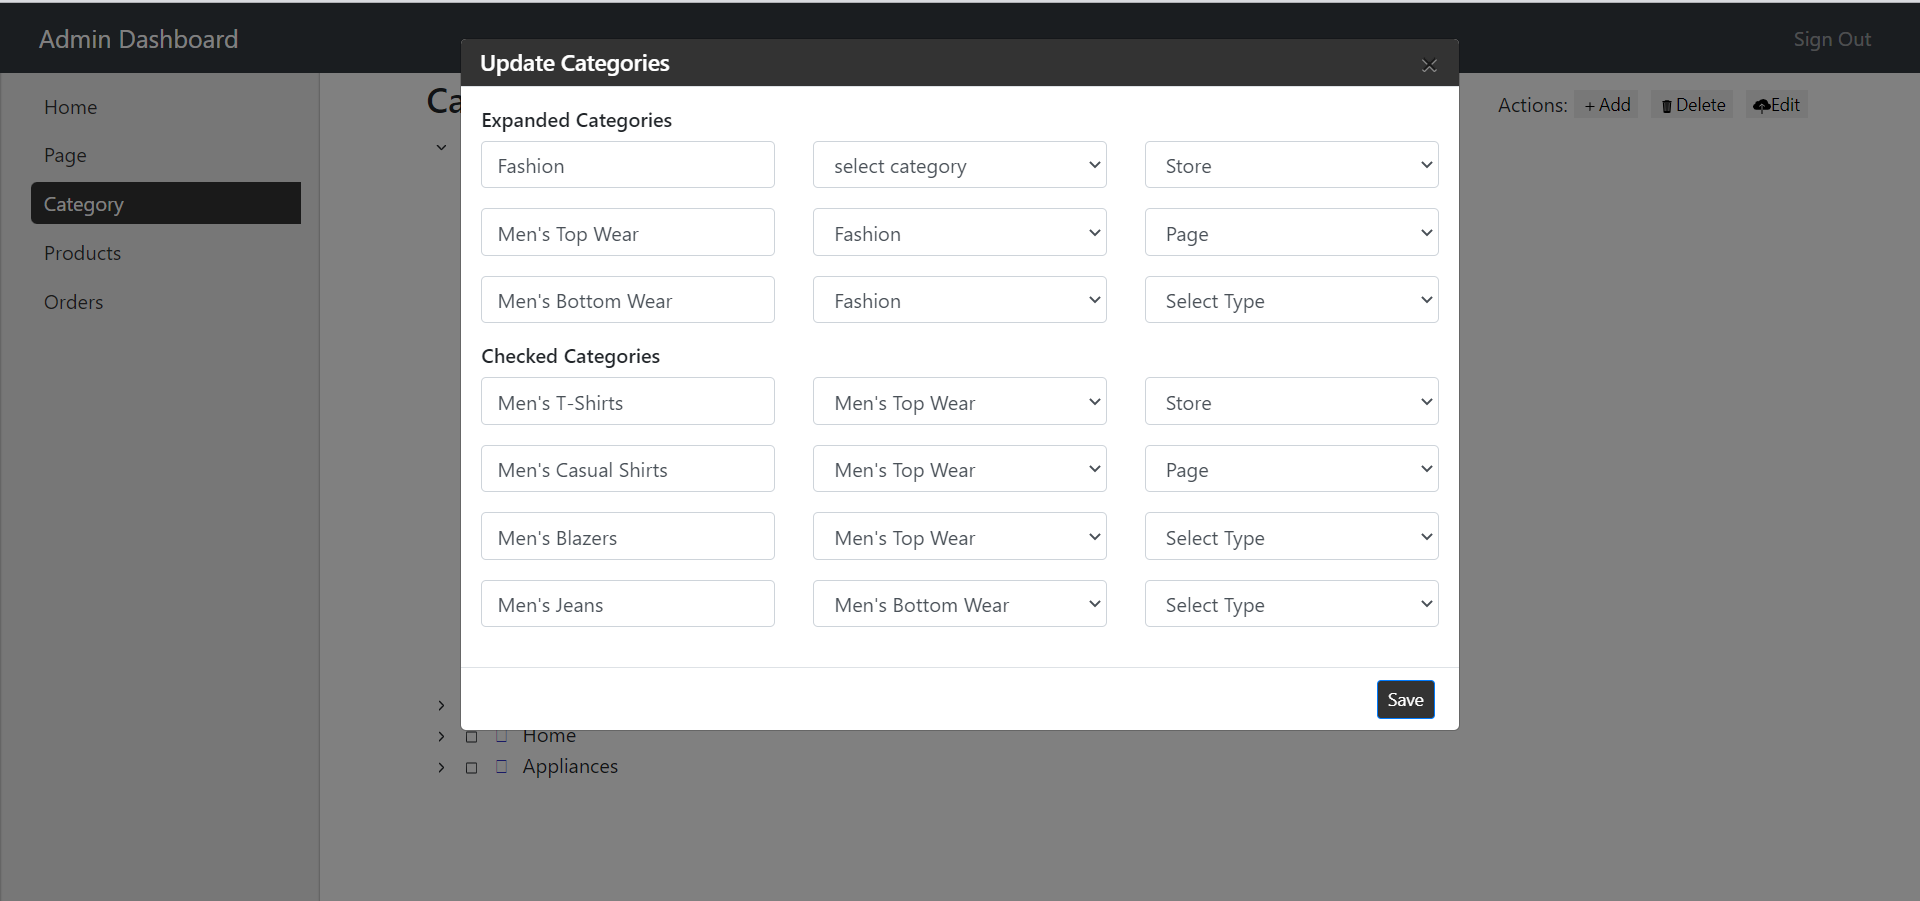 Admin Dashboard
Sign Out
Home
Page
Category
Products
Orders
Ca
Actions: + Add Delete Edit
Update Categories ×
Expanded Categories
Fashion select category Store
Men's Top Wear Fashion Page
Men's Bottom Wear Fashion Select Type
Checked Categories
Men's T-Shirts Men's Top Wear Store
Men's Casual Shirts Men's Top Wear Page
Men's Blazers Men's Top Wear Select Type
Men's Jeans Men's Bottom Wear Select Type
Save
Home
Appliances